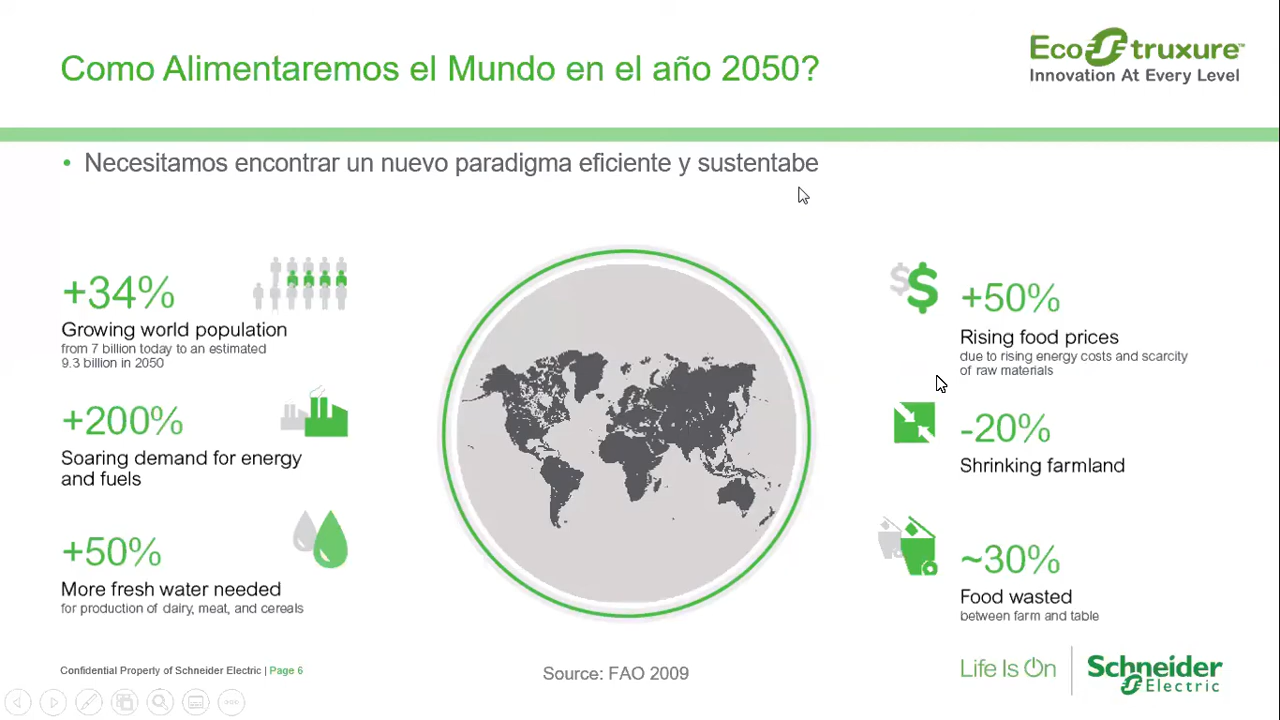 Como Alimentaremos el Mundo en el año 2050?
EcoStruxure™
Innovation At Every Level
• Necesitamos encontrar un nuevo paradigma eficiente y sustentabe
+34%
Growing world population
from 7 billion today to an estimated
9.3 billion in 2050
+200%
Soaring demand for energy
and fuels
+50%
More fresh water needed
for production of dairy, meat, and cereals
$$
+50%
Rising food prices
due to rising energy costs and scarcity
of raw materials
-20%
Shrinking farmland
~30%
Food wasted
between farm and table
Confidential Property of Schneider Electric | Page 6
Source: FAO 2009
Life Is On
Schneider
Electric